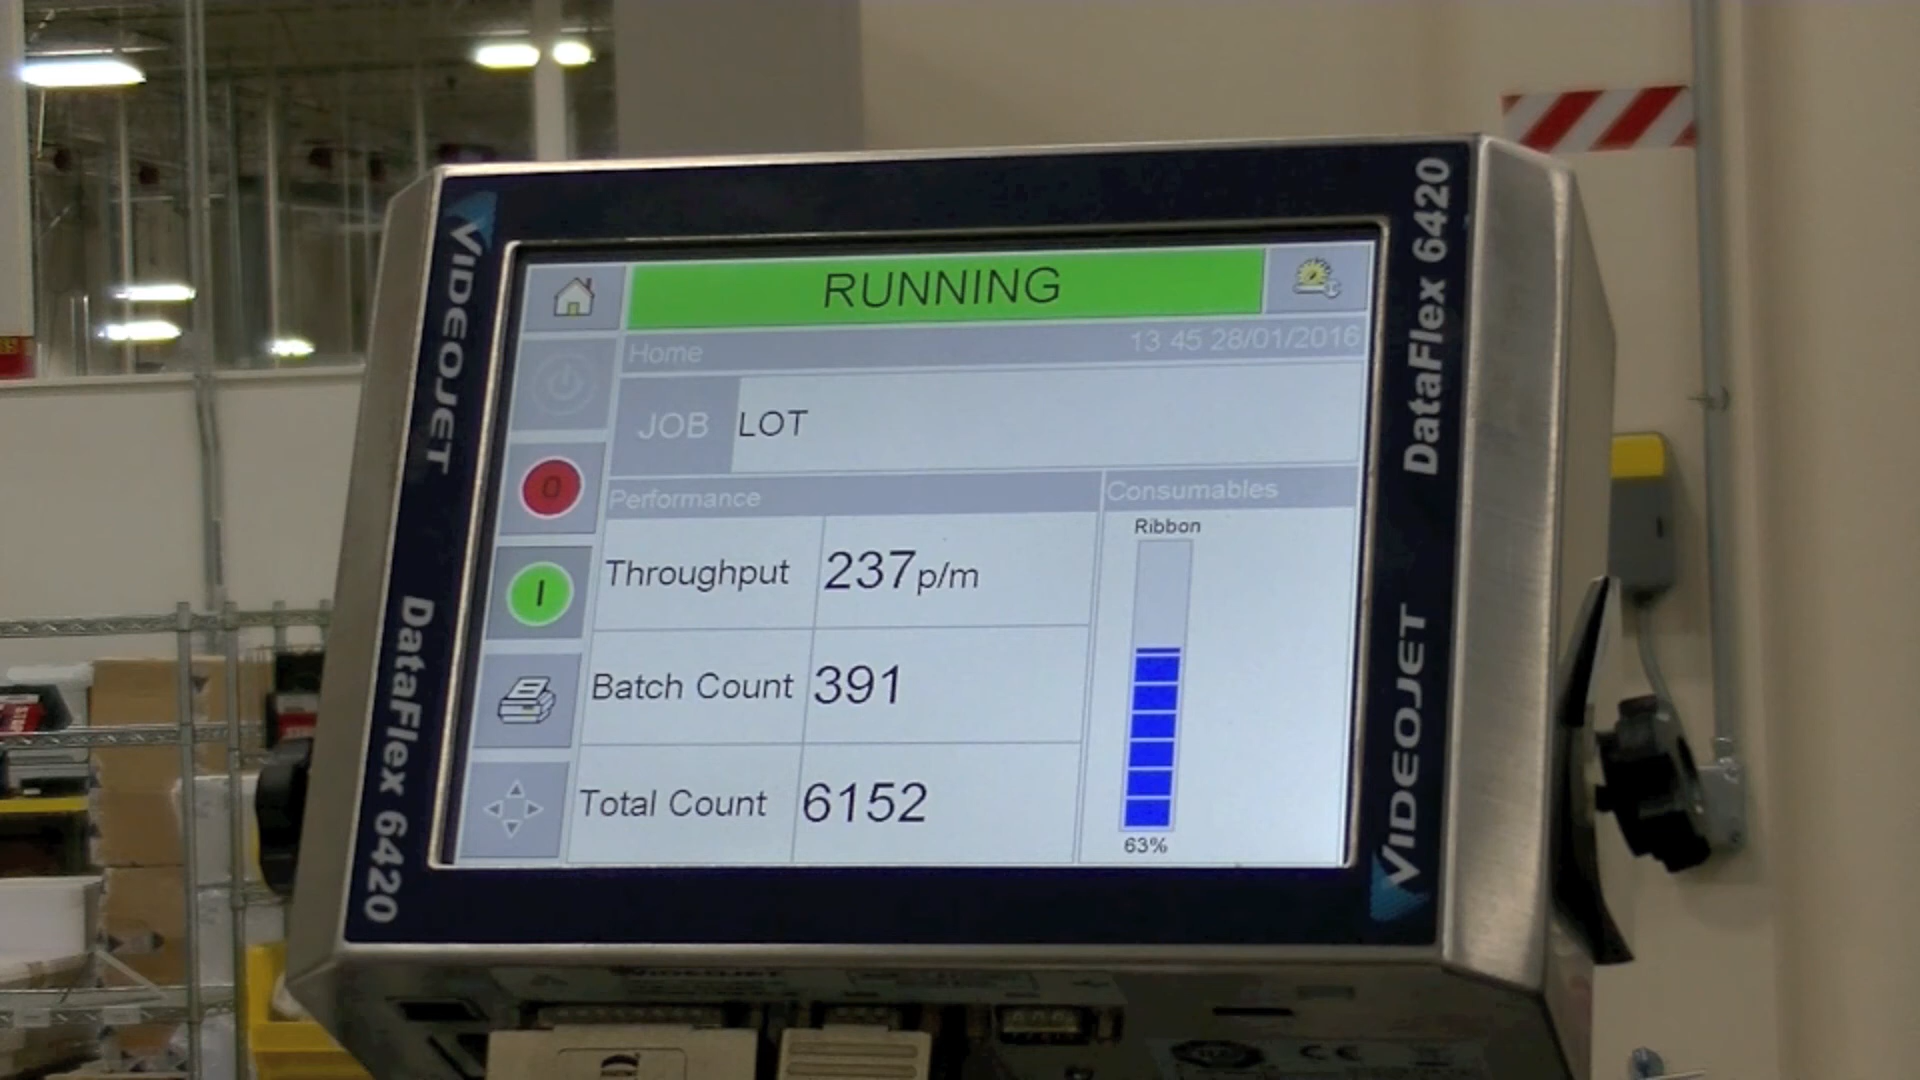 VIDEOJET
DataFlex 6420
RUNNING
Home
13 45 28/01/2016
JOB
LOT
0
Performance
Consumables
Ribbon
I
Throughput
237p/m
Batch Count
391
Total Count
6152
63%
DataFlex 6420
VIDEOJET
VIDEOJET